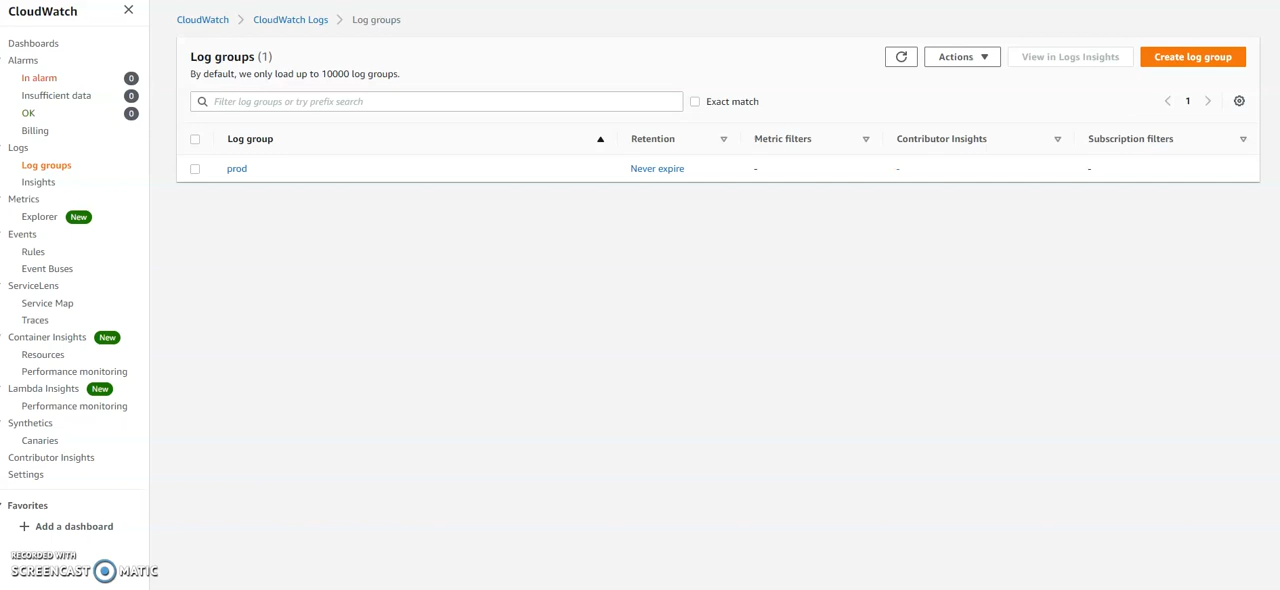 CloudWatch
Dashboards
Alarms
In alarm 0
Insufficient data 0
OK 0
Billing
Logs
Log groups
Insights
Metrics
Explorer New
Events
Rules
Event Buses
ServiceLens
Service Map
Traces
Container Insights New
Resources
Performance monitoring
Lambda Insights New
Performance monitoring
Synthetics
Canaries
Contributor Insights
Settings
Favorites
Add a dashboard
RECORDED WITH
SCREENCAST MATIC
CloudWatch CloudWatch Logs Log groups
Log groups (1)
By default, we only load up to 10000 log groups.
Actions View in Logs Insights Create log group
Filter log groups or try prefix search Exact match 1
Log group Retention Metric filters Contributor Insights Subscription filters
prod Never expire - - -